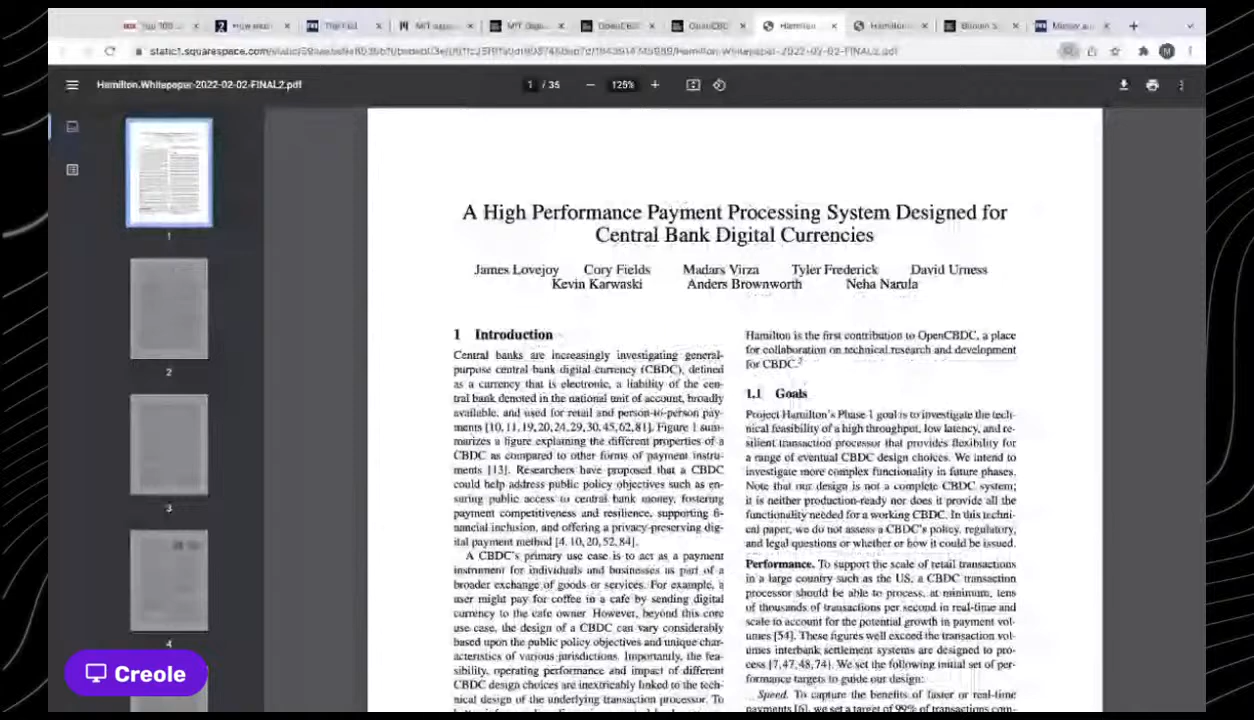 MIT
The Fed
MIT Digi
OpenCBDC
OpenCBDC
Hamilton
Hamilton
M
Hamilton.Whitepaper-2022-02-02-FINAL2.pdf
1 / 35
125%
1
2
3
4
A High Performance Payment Processing System Designed for
Central Bank Digital Currencies
James Lovejoy Cory Fields Madars Virza Tyler Frederick David Urness
Kevin Karwaski Anders Brownworth Neha Narula
1 Introduction
Central banks are increasingly investigating general-
purpose central bank digital currency (CBDC), defined
as a currency that is electronic, a liability of the cen-
tral bank denoted in the national unit of account, broadly
available, and used for retail and person-to-person pay-
ments [10,11,19,20,24,29,30,45,62,81]. Figure 1 sum-
marizes a figure explaining the different properties of a
CBDC as compared to other forms of payment instru-
ments [13]. Researchers have proposed that a CBDC
could help address public policy objectives such as en-
suring public access to central bank money, fostering
payment competitiveness and resilience, supporting fi-
nancial inclusion, and offering a privacy-preserving dig-
ital payment method [4, 10, 20, 52, 84].
A CBDC's primary use case is to act as a payment
instrument for individuals and businesses as part of a
broader exchange of goods or services. For example, a
user might pay for coffee in a cafe by sending digital
currency to the cafe owner. However, beyond this core
use case, the design of a CBDC can vary considerably
based upon the public policy objectives and unique char-
acteristics of various jurisdictions. Importantly, the fea-
sibility, operating performance and impact of different
CBDC design choices are inextricably linked to the tech-
nical design of the underlying transaction processor. To
Hamilton is the first contribution to OpenCBDC, a place
for collaboration on technical research and development
for CBDC.2
1.1 Goals
Project Hamilton's Phase 1 goal is to investigate the tech-
nical feasibility of a high throughput, low latency, and re-
silient transaction processor that provides flexibility for
a range of eventual CBDC design choices. We intend to
investigate more complex functionality in future phases.
Note that our design is not a complete CBDC system;
it is neither production-ready nor does it provide all the
functionality needed for a working CBDC. In this techni-
cal paper, we do not assess a CBDC's policy, regulatory,
and legal questions or whether or how it could be issued.
Performance. To support the scale of retail transactions
in a large country such as the US, a CBDC transaction
processor should be able to process, at minimum, tens
of thousands of transactions per second in real-time and
scale to account for the potential growth in payment vol-
umes [54]. These figures well exceed the transaction vol-
umes interbank settlement systems are designed to pro-
cess [7,47,48,74]. We set the following initial set of per-
formance targets to guide our design:
Speed. To capture the benefits of faster or real-time
payments [6], we set a target of 99% of transactions com-
Creole